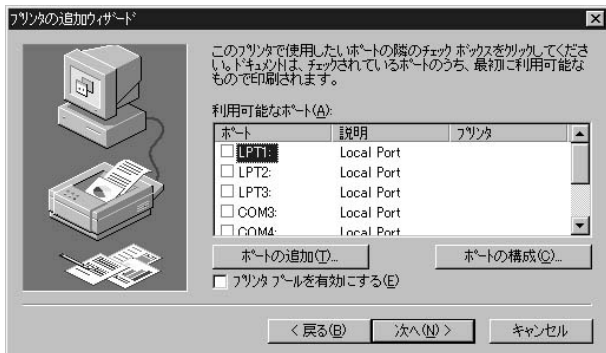 プリンタの追加ウィザード
このプリンタで使用したいポートの隣のチェック ボックスをクリックしてくださ
い。ドキュメントは、チェックされているポートのうち、最初に利用可能な
もので印刷されます。
利用可能なポート(A):
ポート 説明 プリンタ
LPT1: Local Port
LPT2: Local Port
LPT3: Local Port
COM3: Local Port
COM4: Local Port
ポートの追加(T)... ポートの構成(C)...
プリンタ プールを有効にする(E)
< 戻る(B) 次へ(N) > キャンセル